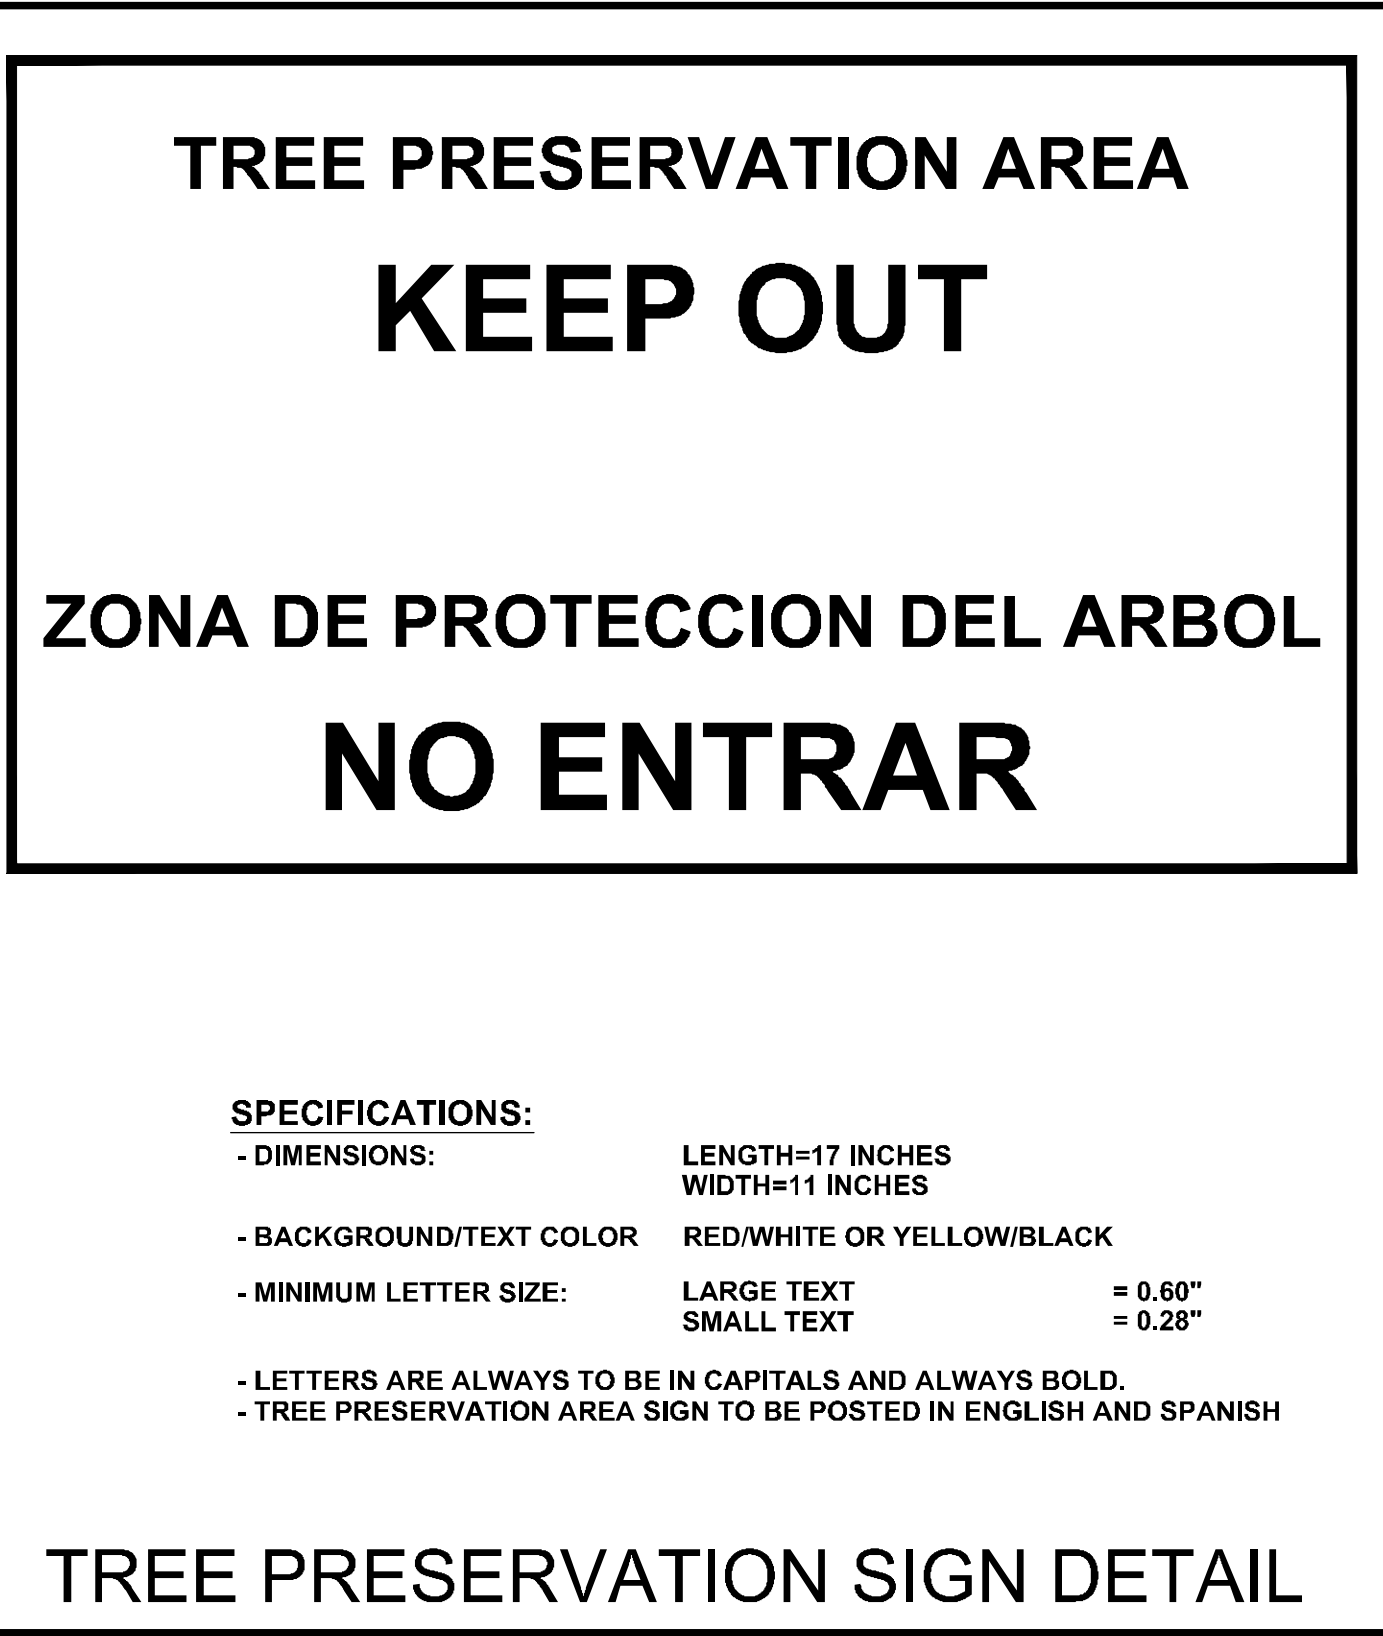 TREE PRESERVATION AREA
KEEP OUT
ZONA DE PROTECCION DEL ARBOL
NO ENTRAR
SPECIFICATIONS:
- DIMENSIONS: LENGTH=17 INCHES
WIDTH=11 INCHES
- BACKGROUND/TEXT COLOR RED/WHITE OR YELLOW/BLACK
- MINIMUM LETTER SIZE: LARGE TEXT = 0.60"
SMALL TEXT = 0.28"
- LETTERS ARE ALWAYS TO BE IN CAPITALS AND ALWAYS BOLD.
- TREE PRESERVATION AREA SIGN TO BE POSTED IN ENGLISH AND SPANISH
TREE PRESERVATION SIGN DETAIL